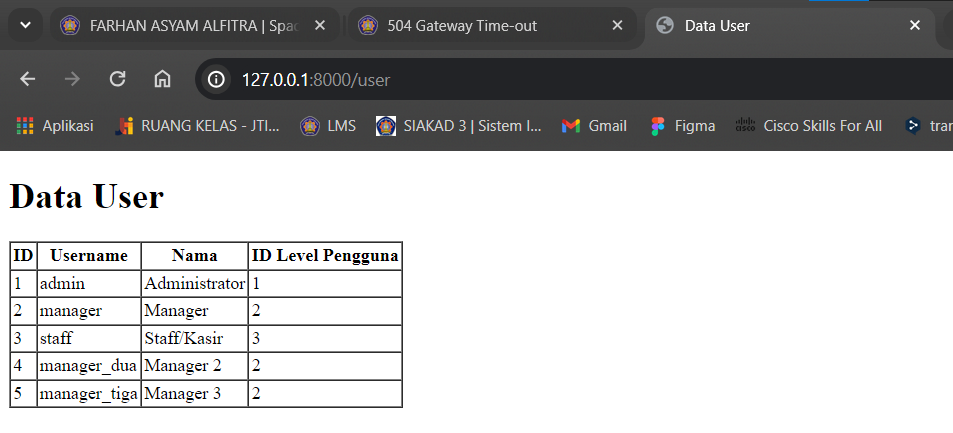 FARHAN ASYAM ALFITRA | Spac
504 Gateway Time-out
Data User
127.0.0.1:8000/user
Aplikasi
RUANG KELAS - JTI...
LMS
SIAKAD 3 | Sistem I...
Gmail
Figma
Cisco Skills For All
tran
Data User
ID Username Nama ID Level Pengguna
1 admin Administrator 1
2 manager Manager 2
3 staff Staff/Kasir 3
4 manager_dua Manager 2 2
5 manager_tiga Manager 3 2